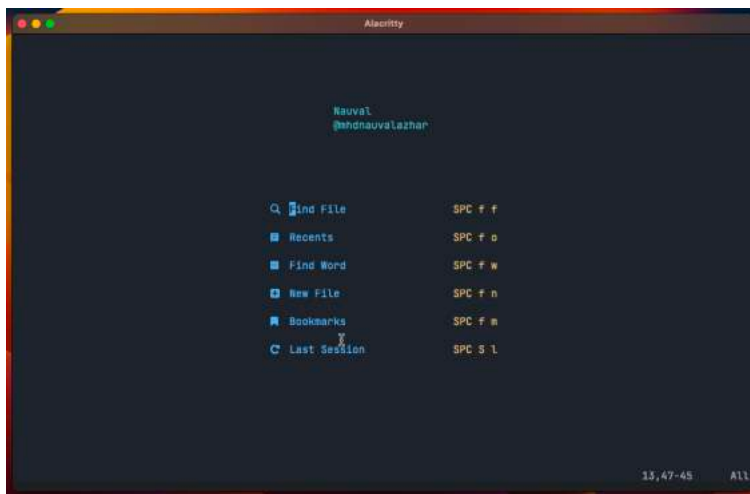 Alacritty
Nauval
@mhdnauvalazhar
Find File SPC f f
Recents SPC f o
Find Word SPC f w
New File SPC f n
Bookmarks SPC f m
Last Session SPC S l
13,47-45 All